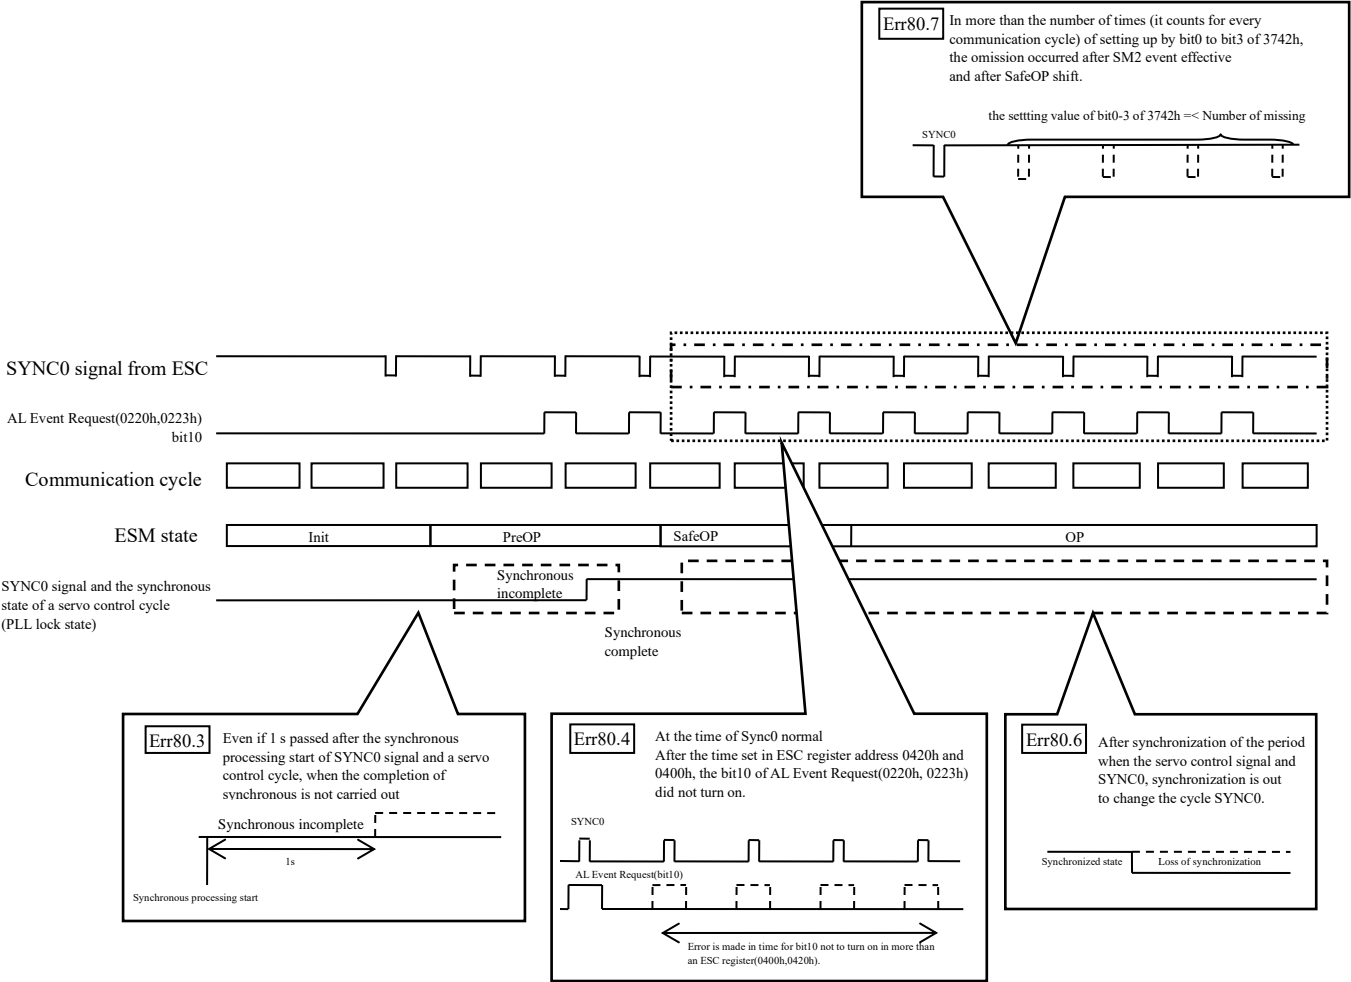 Err80.7
In more than the number of times (it counts for every
communication cycle) of setting up by bit0 to bit3 of 3742h,
the omission occurred after SM2 event effective
and after SafeOP shift.
the settting value of bit0-3 of 3742h =< Number of missing
SYNC0
SYNC0 signal from ESC
AL Event Request(0220h,0223h)
bit10
Communication cycle
ESM state
Init
PreOP
SafeOP
OP
SYNC0 signal and the synchronous
state of a servo control cycle
(PLL lock state)
Synchronous
incomplete
Synchronous
complete
Err80.3
Even if 1 s passed after the synchronous
processing start of SYNC0 signal and a servo
control cycle, when the completion of
synchronous is not carried out
Synchronous incomplete
1s
Synchronous processing start
Err80.4
At the time of Sync0 normal
After the time set in ESC register address 0420h and
0400h, the bit10 of AL Event Request(0220h, 0223h)
did not turn on.
SYNC0
AL Event Request(bit10)
Error is made in time for bit10 not to turn on in more than
an ESC register(0400h,0420h).
Err80.6
After synchronization of the period
when the servo control signal and
SYNC0, synchronization is out
to change the cycle SYNC0.
Synchronized state
Loss of synchronization